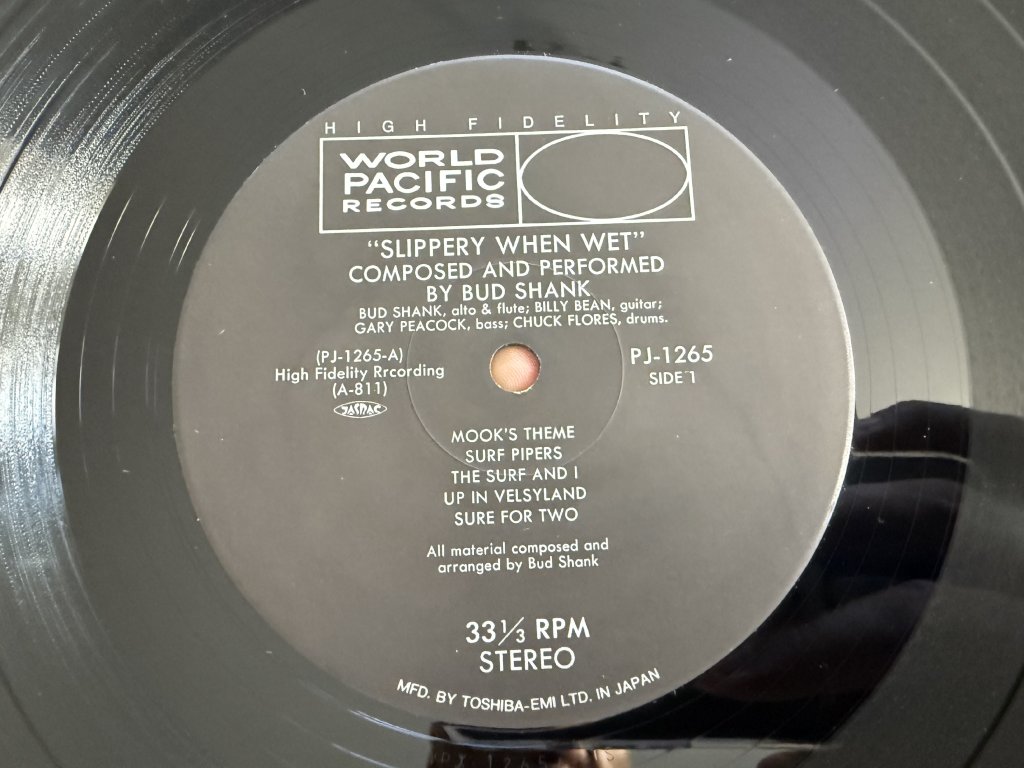 HIGH FIDELITY
WORLD
PACIFIC
RECORDS
“SLIPPERY WHEN WET”
COMPOSED AND PERFORMED
BY BUD SHANK
BUD SHANK, alto & flute; BILLY BEAN, guitar;
GARY PEACOCK, bass; CHUCK FLORES, drums.
(PJ-1265-A)
High Fidelity Rrcording
(A-811)
JASRAC
PJ-1265
SIDE 1
MOOK'S THEME
SURF PIPERS
THE SURF AND I
UP IN VELSYLAND
SURE FOR TWO
All material composed and
arranged by Bud Shank
33 1/3 RPM
STEREO
MFD. BY TOSHIBA-EMI LTD. IN JAPAN